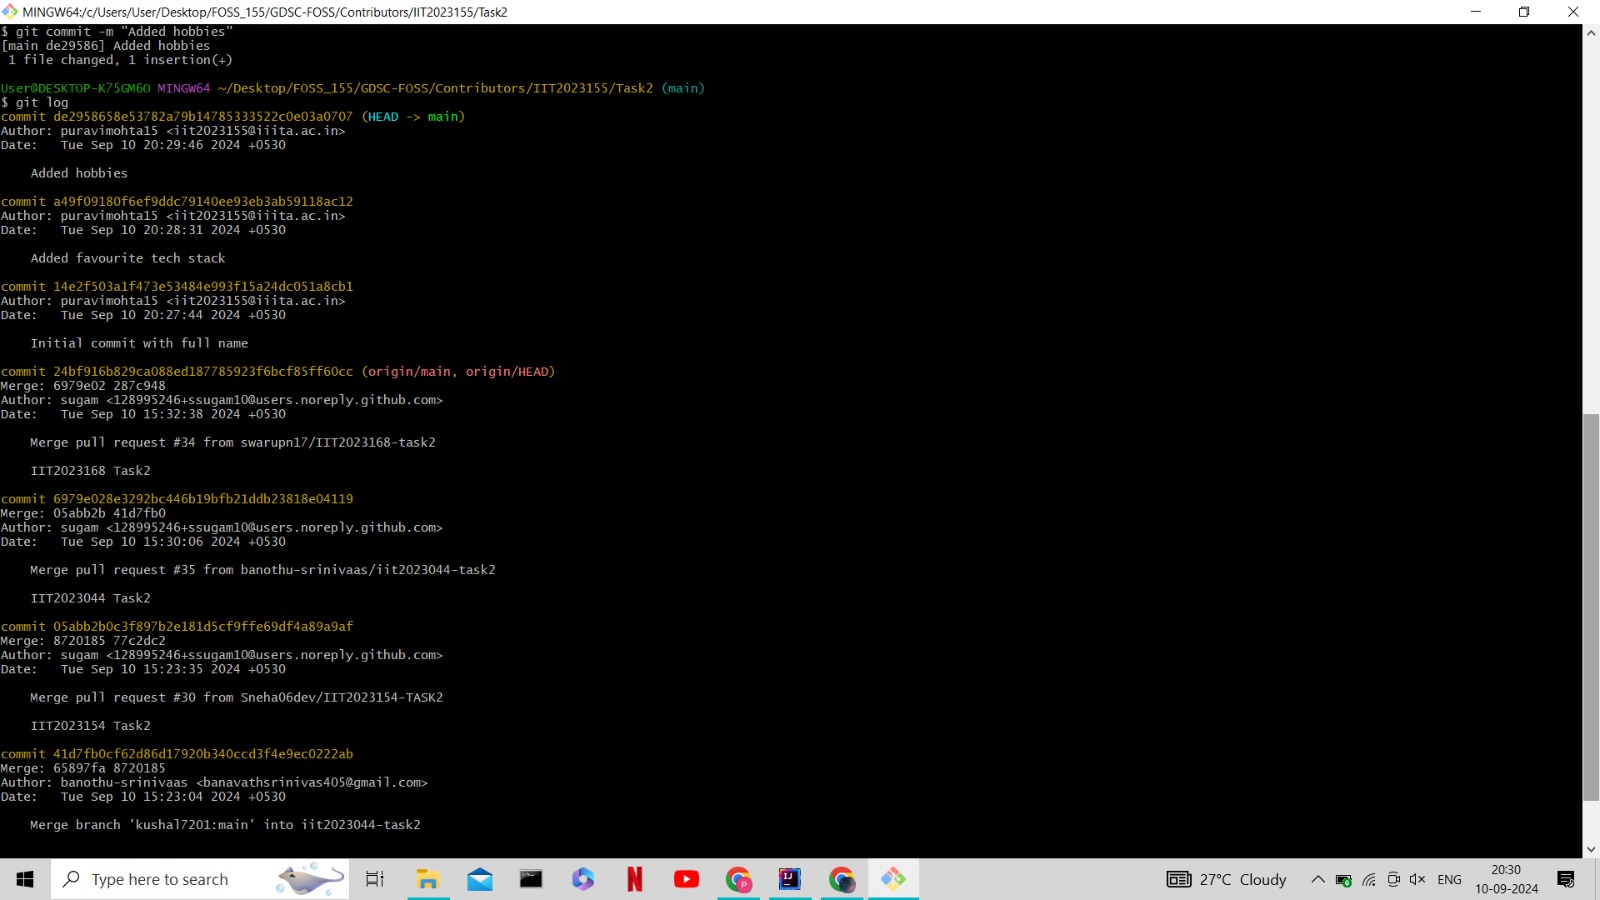 MINGW64:/c/Users/User/Desktop/FOSS_155/GDSC-FOSS/Contributors/IIT2023155/Task2
$ git commit -m "Added hobbies"
[main de29586] Added hobbies
1 file changed, 1 insertion(+)
User@DESKTOP-K75GM6O MINGW64 ~/Desktop/FOSS_155/GDSC-FOSS/Contributors/IIT2023155/Task2 (main)
$ git log
commit de2958658e53782a79b14785333522c0e03a0707 (HEAD -> main)
Author: puravimohta15 <iit2023155@iiita.ac.in>
Date:   Tue Sep 10 20:29:46 2024 +0530
Added hobbies
commit a49f09180f6ef9ddc79140ee93eb3ab59118ac12
Author: puravimohta15 <iit2023155@iiita.ac.in>
Date:   Tue Sep 10 20:28:31 2024 +0530
Added favourite tech stack
commit 14e2f503a1f473e53484e993f15a24dc051a8cb1
Author: puravimohta15 <iit2023155@iiita.ac.in>
Date:   Tue Sep 10 20:27:44 2024 +0530
Initial commit with full name
commit 24bf916b829ca088ed187785923f6bcf85ff60cc (origin/main, origin/HEAD)
Merge: 6979e02 287c948
Author: sugam <128995246+ssugam10@users.noreply.github.com>
Date:   Tue Sep 10 15:32:38 2024 +0530
Merge pull request #34 from swarupn17/IIT2023168-task2
IIT2023168 Task2
commit 6979e028e3292bc446b19bfb21ddb23818e04119
Merge: 05abb2b 41d7fb0
Author: sugam <128995246+ssugam10@users.noreply.github.com>
Date:   Tue Sep 10 15:30:06 2024 +0530
Merge pull request #35 from banothu-srinivaas/iit2023044-task2
IIT2023044 Task2
commit 05abb2b0c3f897b2e181d5cf9ffe69df4a89a9af
Merge: 8720185 77c2dc2
Author: sugam <128995246+ssugam10@users.noreply.github.com>
Date:   Tue Sep 10 15:23:35 2024 +0530
Merge pull request #30 from Sneha06dev/IIT2023154-TASK2
IIT2023154 Task2
commit 41d7fb0cf62d86d17920b340ccd3f4e9ec0222ab
Merge: 65897fa 8720185
Author: banothu-srinivaas <banavathsrinivas405@gmail.com>
Date:   Tue Sep 10 15:23:04 2024 +0530
Merge branch 'kushal7201:main' into iit2023044-task2
Type here to search
27°C Cloudy
ENG
20:30
10-09-2024